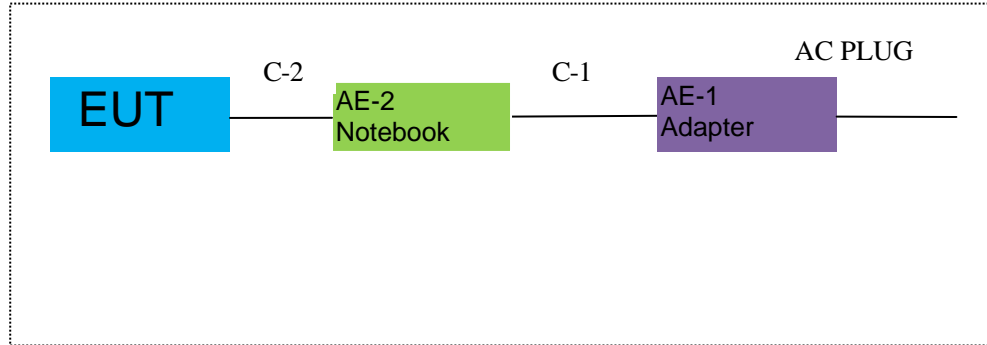 AC PLUG
C-2
C-1
EUT
AE-2
Notebook
AE-1
Adapter